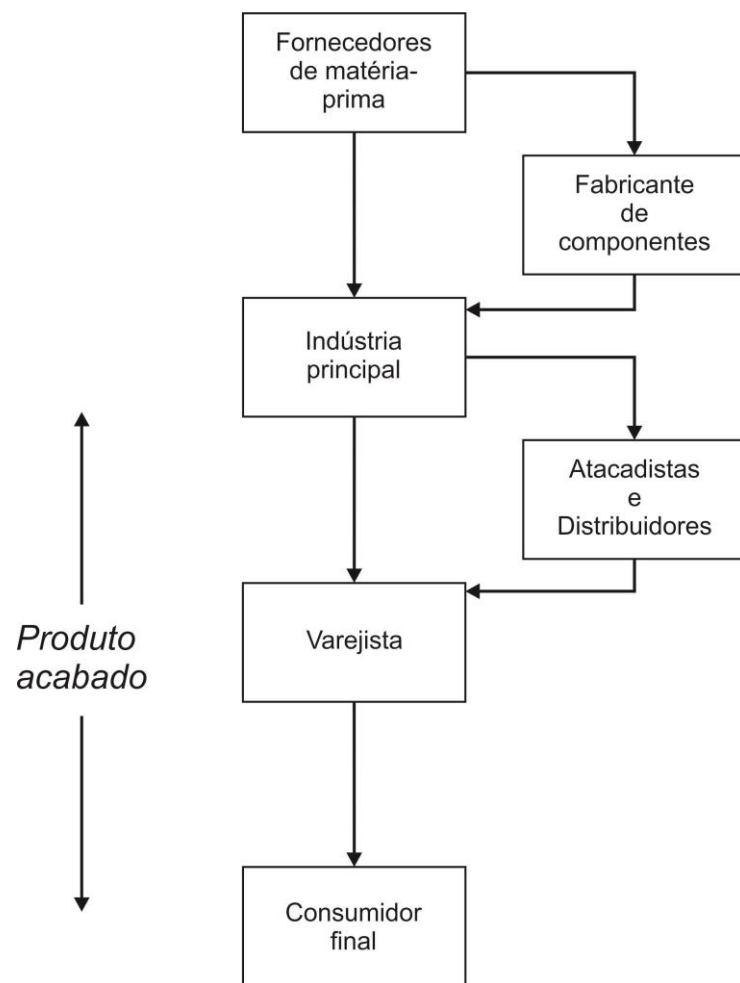 Fornecedores
de matéria-
prima
Fabricante
de
componentes
Indústria
principal
Atacadistas
e
Distribuidores
Produto
acabado
Varejista
Consumidor
final